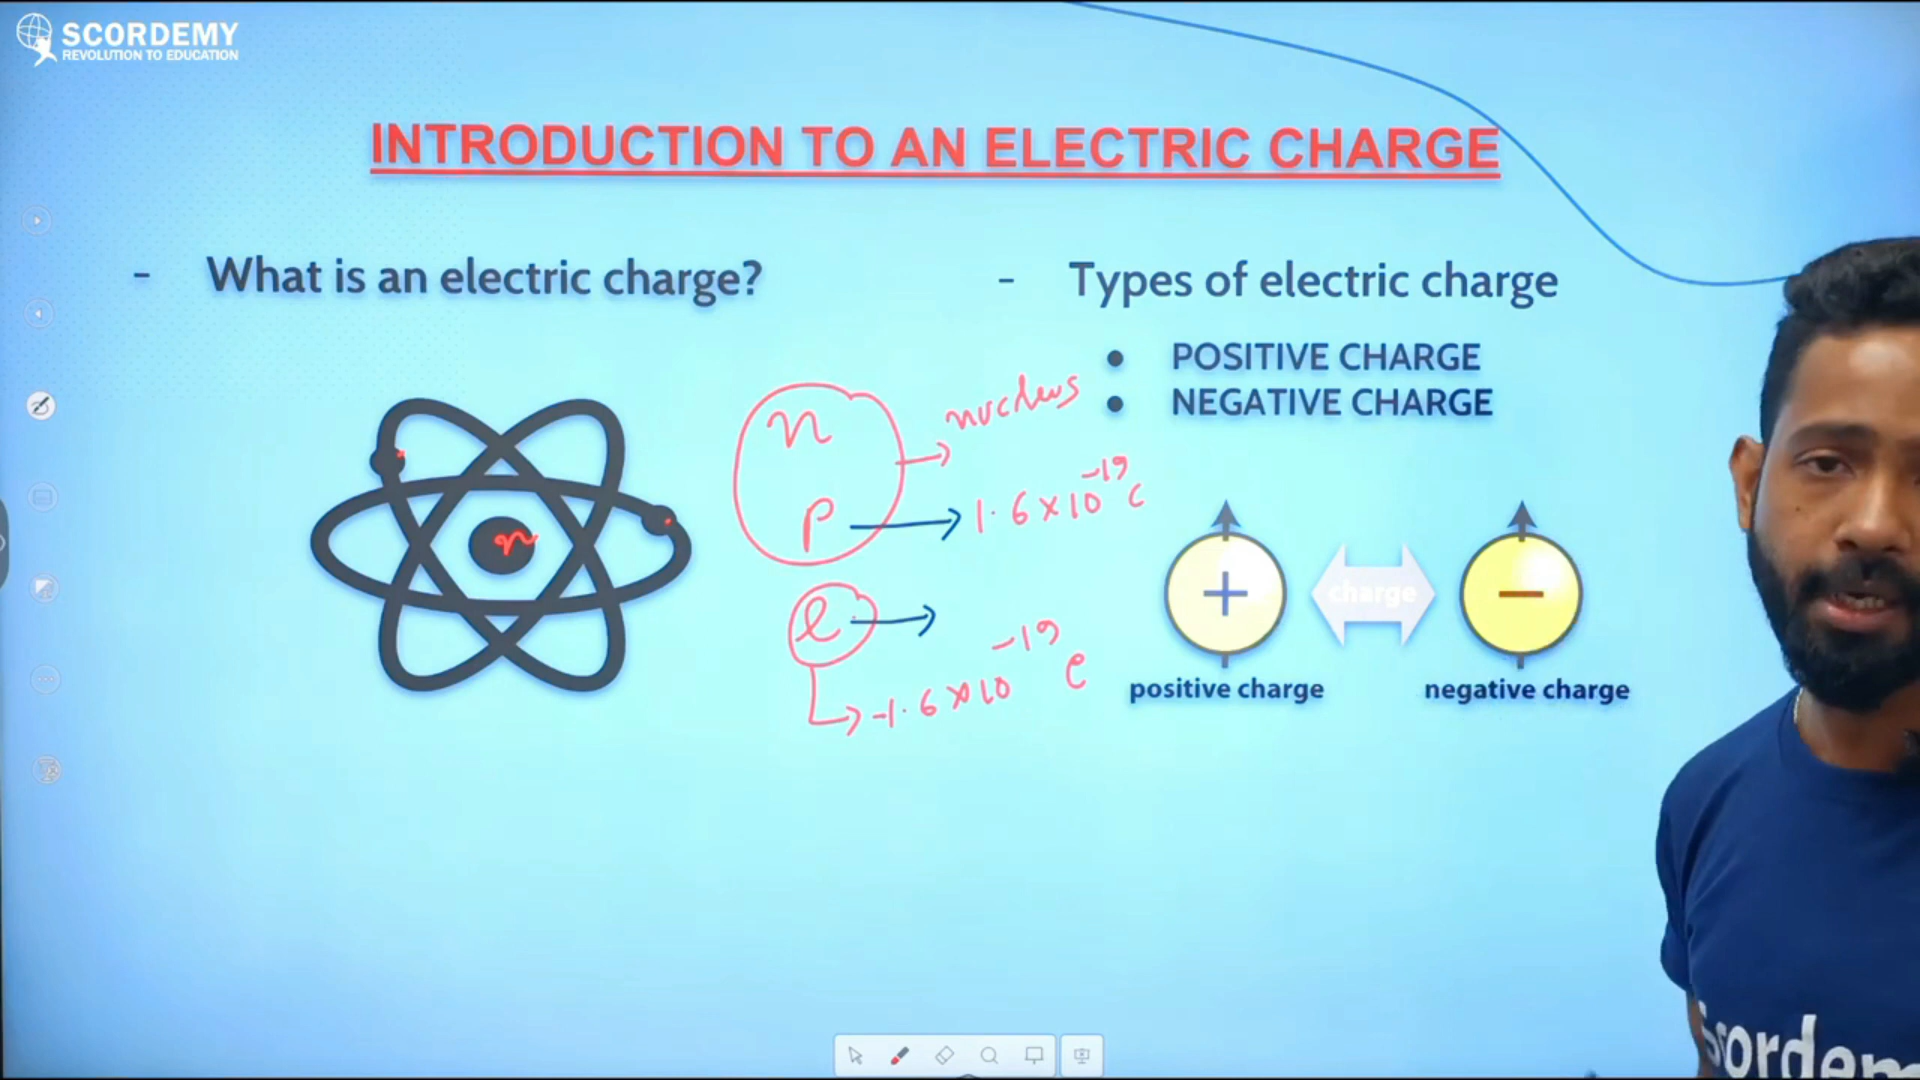 SCORDEMY
REVOLUTION TO EDUCATION
INTRODUCTION TO AN ELECTRIC CHARGE
- What is an electric charge?
- Types of electric charge
● POSITIVE CHARGE
● NEGATIVE CHARGE
n
n
nucleus
p
1.6×10⁻¹⁹ C
e
-1.6×10⁻¹⁹ C
+
charge
−
positive charge
negative charge
Scordem